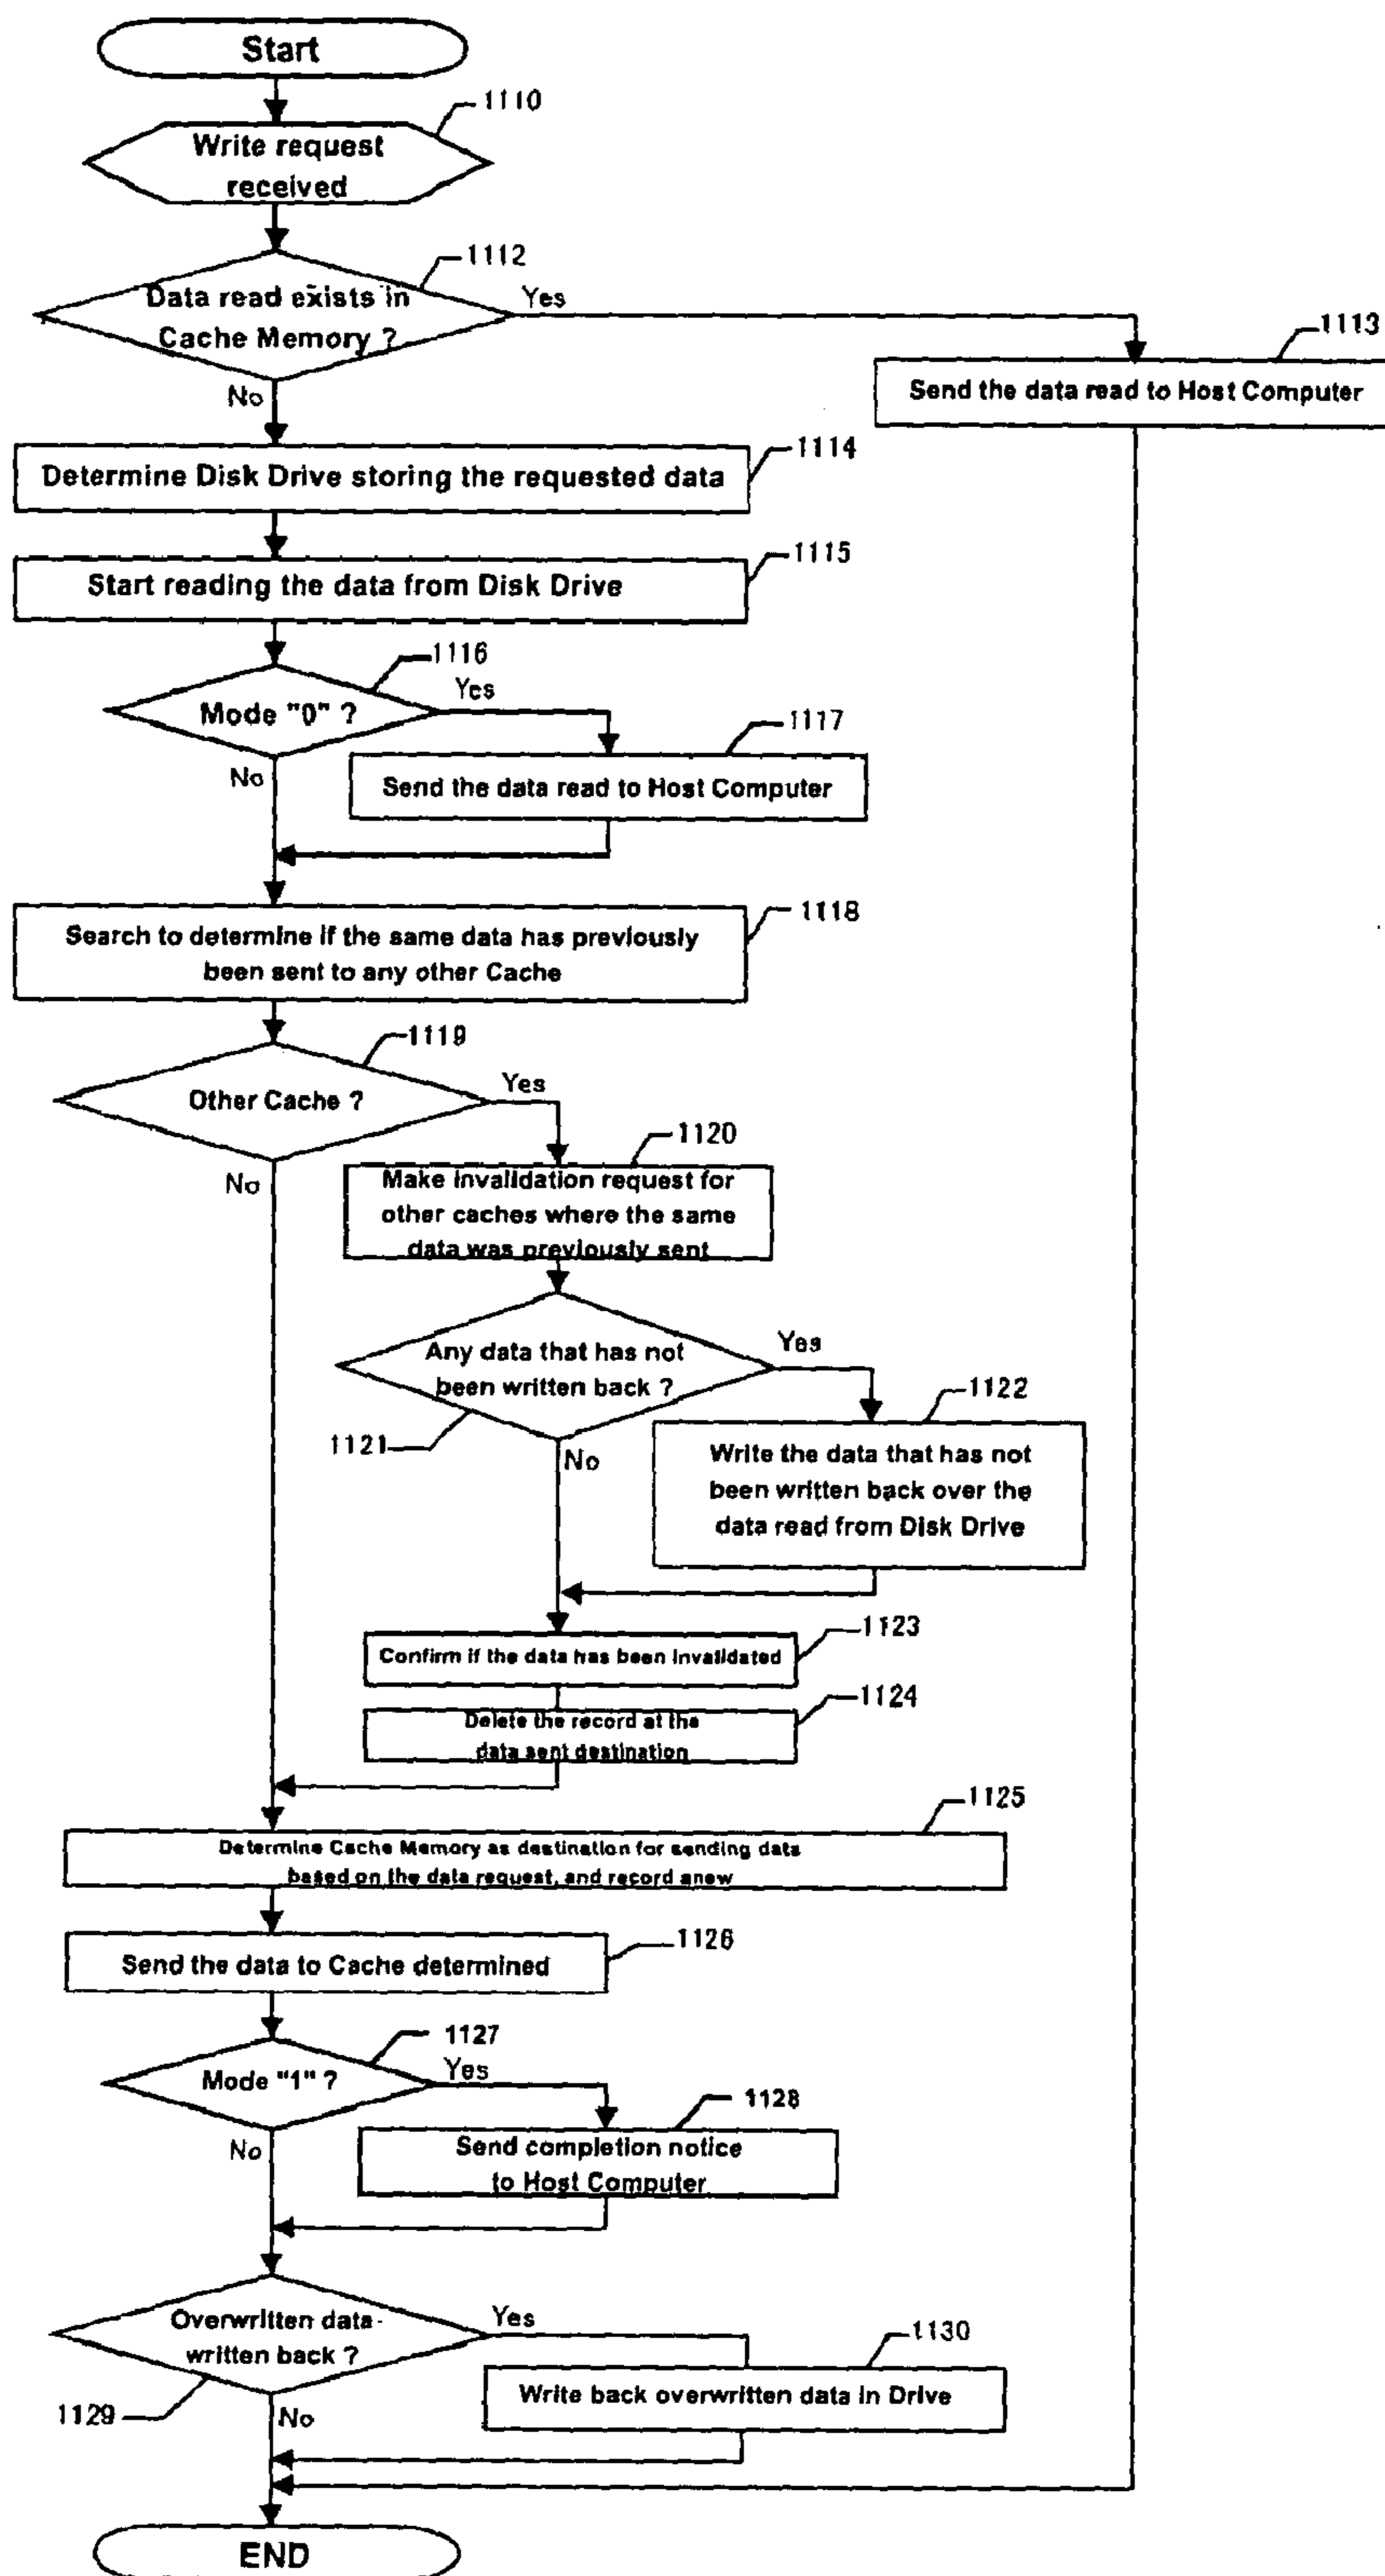 Start
1110
Write request
received
1112
Data read exists in
Cache Memory ?
Yes
No
1113
Send the data read to Host Computer
1114
Determine Disk Drive storing the requested data
1115
Start reading the data from Disk Drive
1116
Mode "0" ?
Yes
No
1117
Send the data read to Host Computer
1118
Search to determine if the same data has previously
been sent to any other Cache
1119
Other Cache ?
Yes
No
1120
Make invalidation request for
other caches where the same
data was previously sent
Any data that has not
been written back ?
Yes
1121
No
1122
Write the data that has not
been written back over the
data read from Disk Drive
1123
Confirm if the data has been invalidated
1124
Delete the record at the
data sent destination
1125
Determine Cache Memory as destination for sending data
based on the data request, and record anew
1126
Send the data to Cache determined
1127
Mode "1" ?
Yes
No
1128
Send completion notice
to Host Computer
Overwritten data-
written back ?
Yes
1129
No
1130
Write back overwritten data in Drive
END